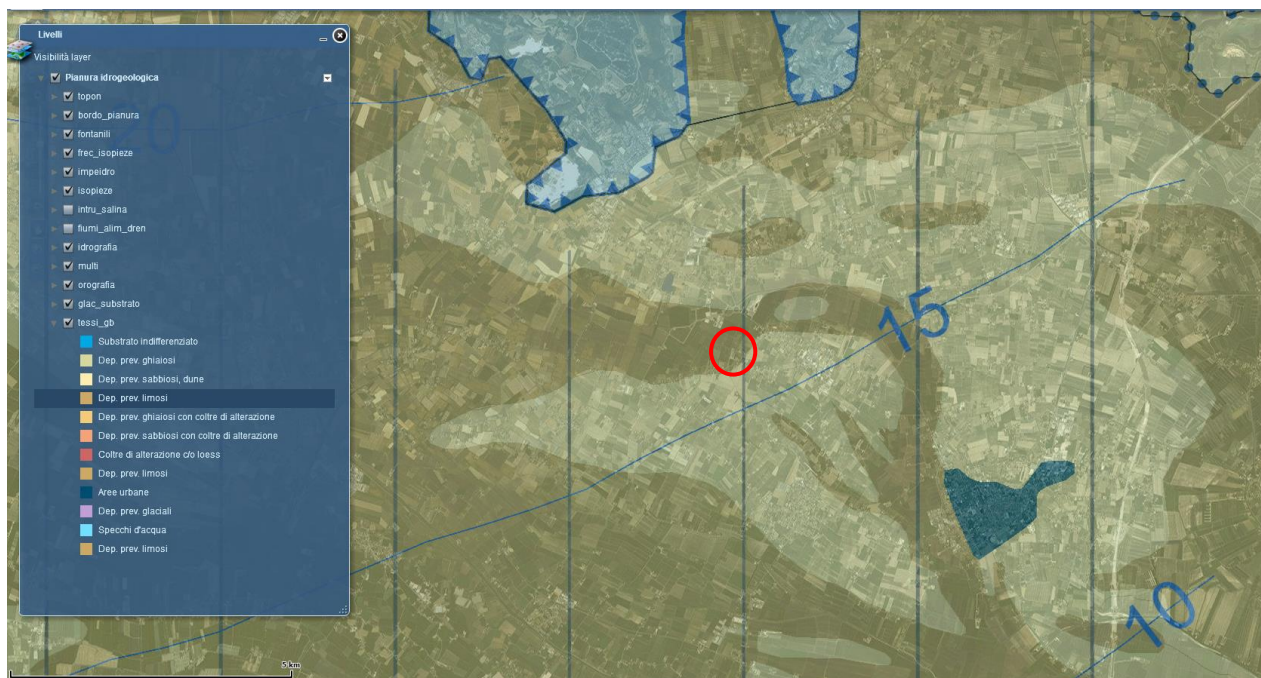 Livelli
Visibilità layer
Pianura idrogeologica
topon
bordo_pianura
fontanili
frec_isopieze
impeidro
isopieze
intru_salina
fiumi_alim_dren
idrografia
multi
orografia
glac_substrato
tessi_gb
Substrato indifferenziato
Dep. prev. ghiaiosi
Dep. prev. sabbiosi, dune
Dep. prev. limosi
Dep. prev. ghiaiosi con coltre di alterazione
Dep. prev. sabbiosi con coltre di alterazione
Coltre di alterazione c/o loess
Dep. prev. limosi
Aree urbane
Dep. prev. glaciali
Specchi d'acqua
Dep. prev. limosi
20
15
10
5 km